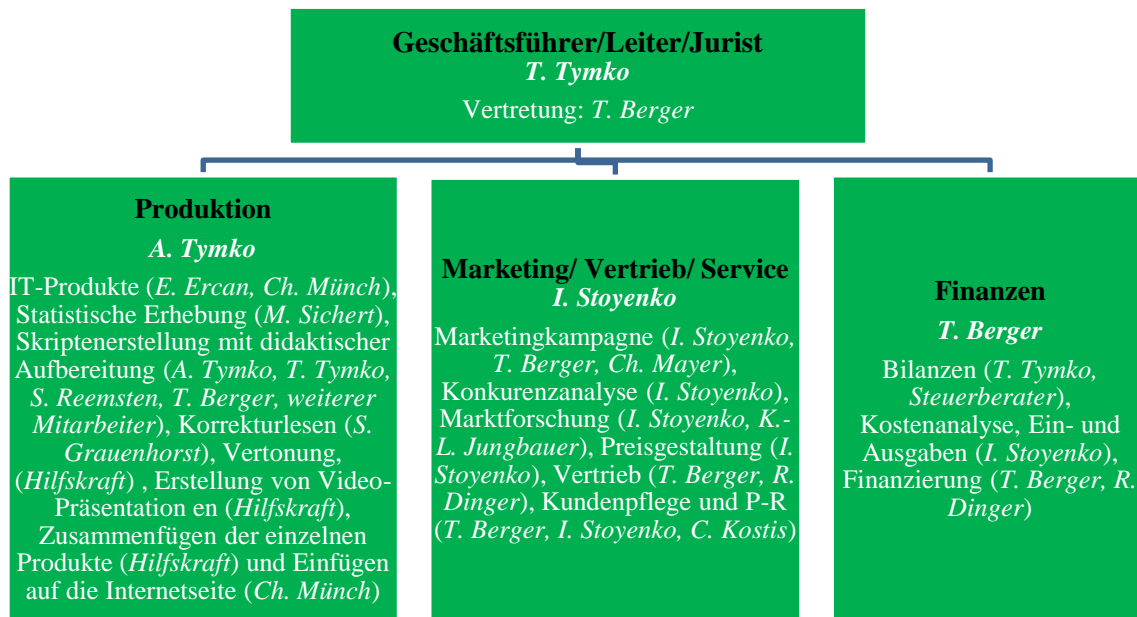 Geschäftsführer/Leiter/Jurist
T. Tymko
Vertretung: T. Berger
Produktion
A. Tymko
IT-Produkte (E. Ercan, Ch. Münch),
Statistische Erhebung (M. Sichert),
Skriptenerstellung mit didaktischer
Aufbereitung (A. Tymko, T. Tymko,
S. Reemsten, T. Berger, weiterer
Mitarbeiter), Korrekturlesen (S.
Grauenhorst), Vertonung,
(Hilfskraft) , Erstellung von Video-
Präsentation en (Hilfskraft),
Zusammenfügen der einzelnen
Produkte (Hilfskraft) und Einfügen
auf die Internetseite (Ch. Münch)
Marketing/ Vertrieb/ Service
I. Stoyenko
Marketingkampagne (I. Stoyenko,
T. Berger, Ch. Mayer),
Konkurenzanalyse (I. Stoyenko),
Marktforschung (I. Stoyenko, K.-
L. Jungbauer), Preisgestaltung (I.
Stoyenko), Vertrieb (T. Berger, R.
Dinger), Kundenpflege und P-R
(T. Berger, I. Stoyenko, C. Kostis)
Finanzen
T. Berger
Bilanzen (T. Tymko,
Steuerberater),
Kostenanalyse, Ein- und
Ausgaben (I. Stoyenko),
Finanzierung (T. Berger, R.
Dinger)